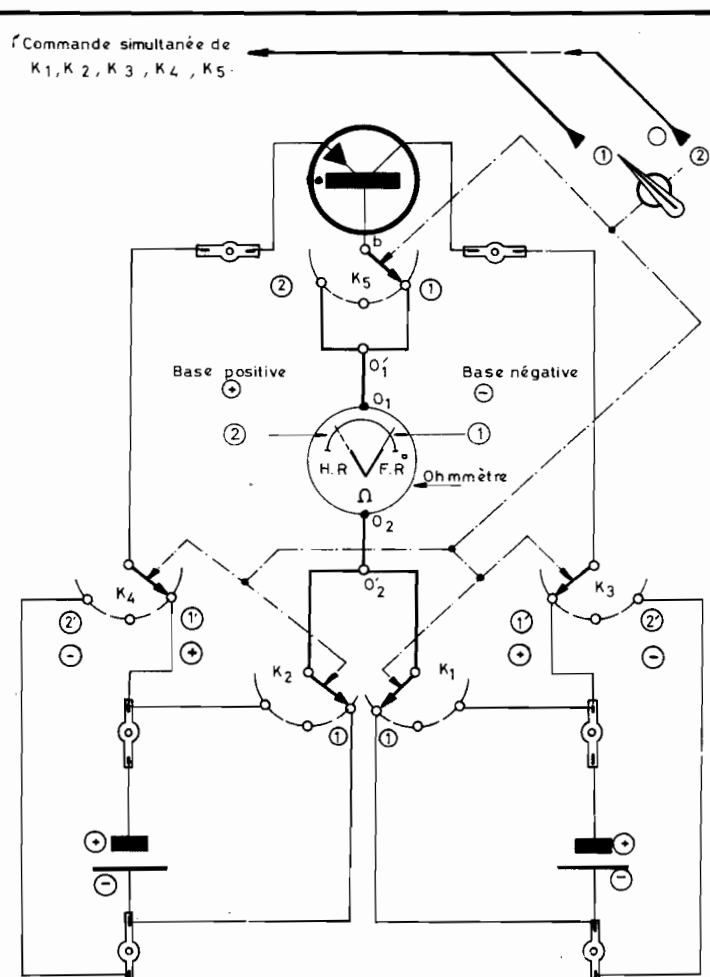 Commande simultanée de
K1, K2, K3, K4, K5.
① ②
b
K5
② ①
O'1
Base positive Base négative
⊕ O1 ⊖
② ①
H.R F.R
Ohmmètre
Ω
O2
O'2
K4 K3
②' ①' ①' ②'
⊖ ⊕ ⊕ ⊖
K2 K1
① ①
⊕ ⊕
⊖ ⊖